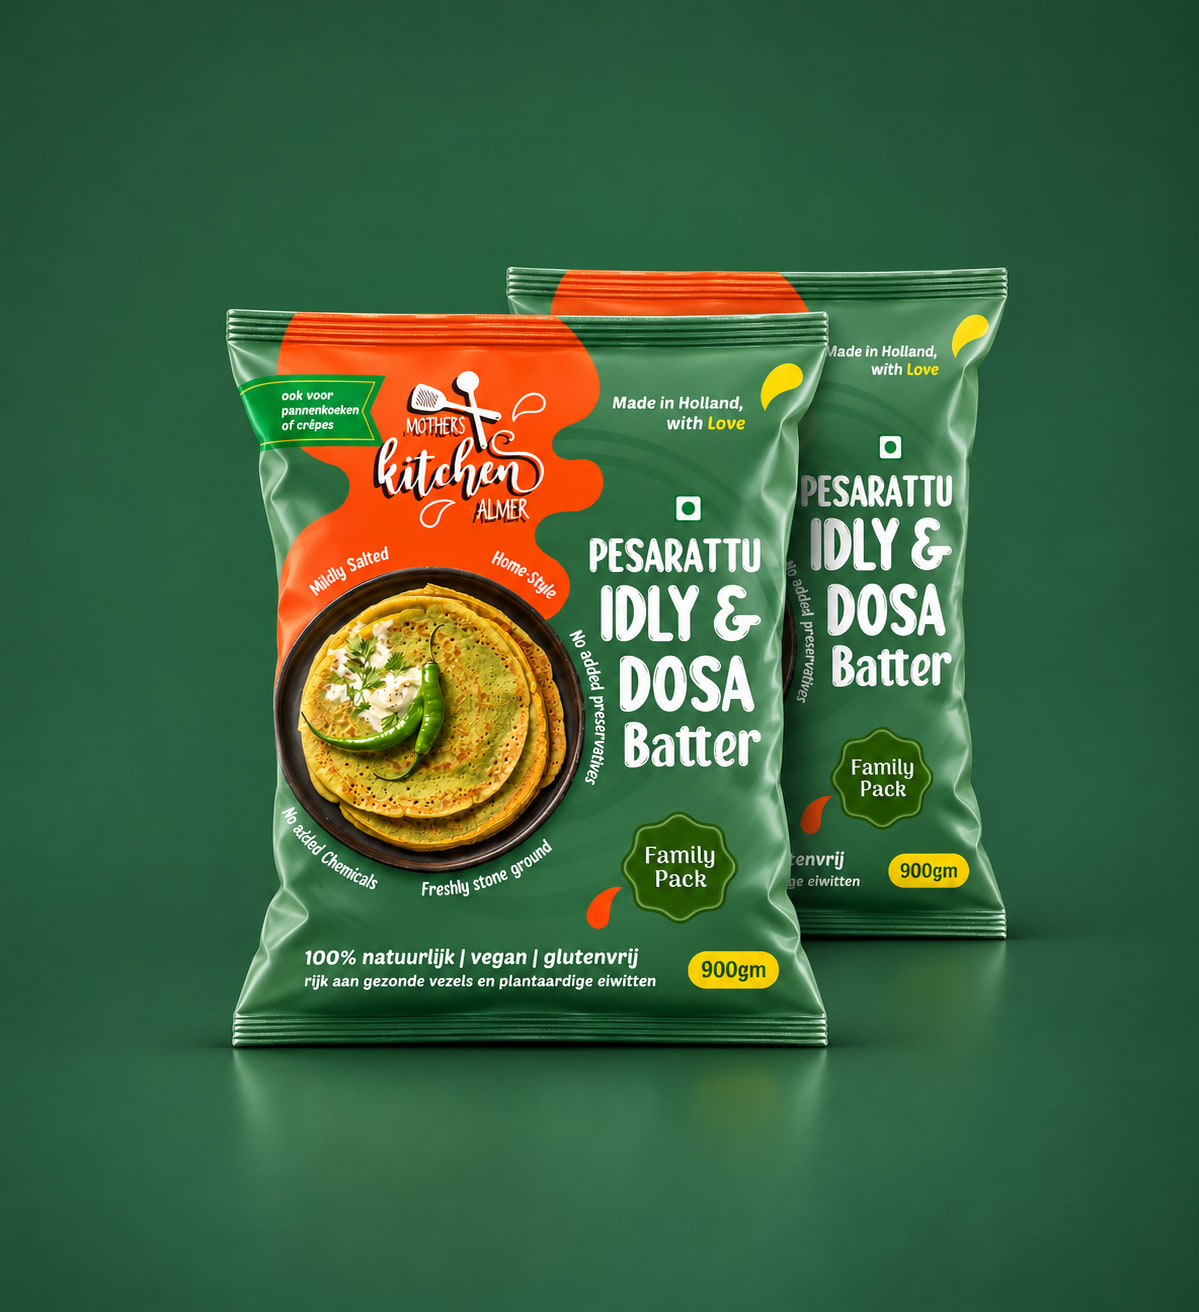 ook voor
pannenkoeken
of crêpes
MOTHERS
kitchen
ALMER
Made in Holland,
with Love
PESARATTU
IDLY &
DOSA
Batter
Mildly Salted
Home-Style
No added preservatives
No added Chemicals
Freshly stone ground
Family
Pack
100% natuurlijk | vegan | glutenvrij
rijk aan gezonde vezels en plantaardige eiwitten
900gm
Made in Holland,
with Love
PESARATTU
IDLY &
DOSA
Batter
No added preservatives
Family
Pack
tenvrij
ge eiwitten
900gm